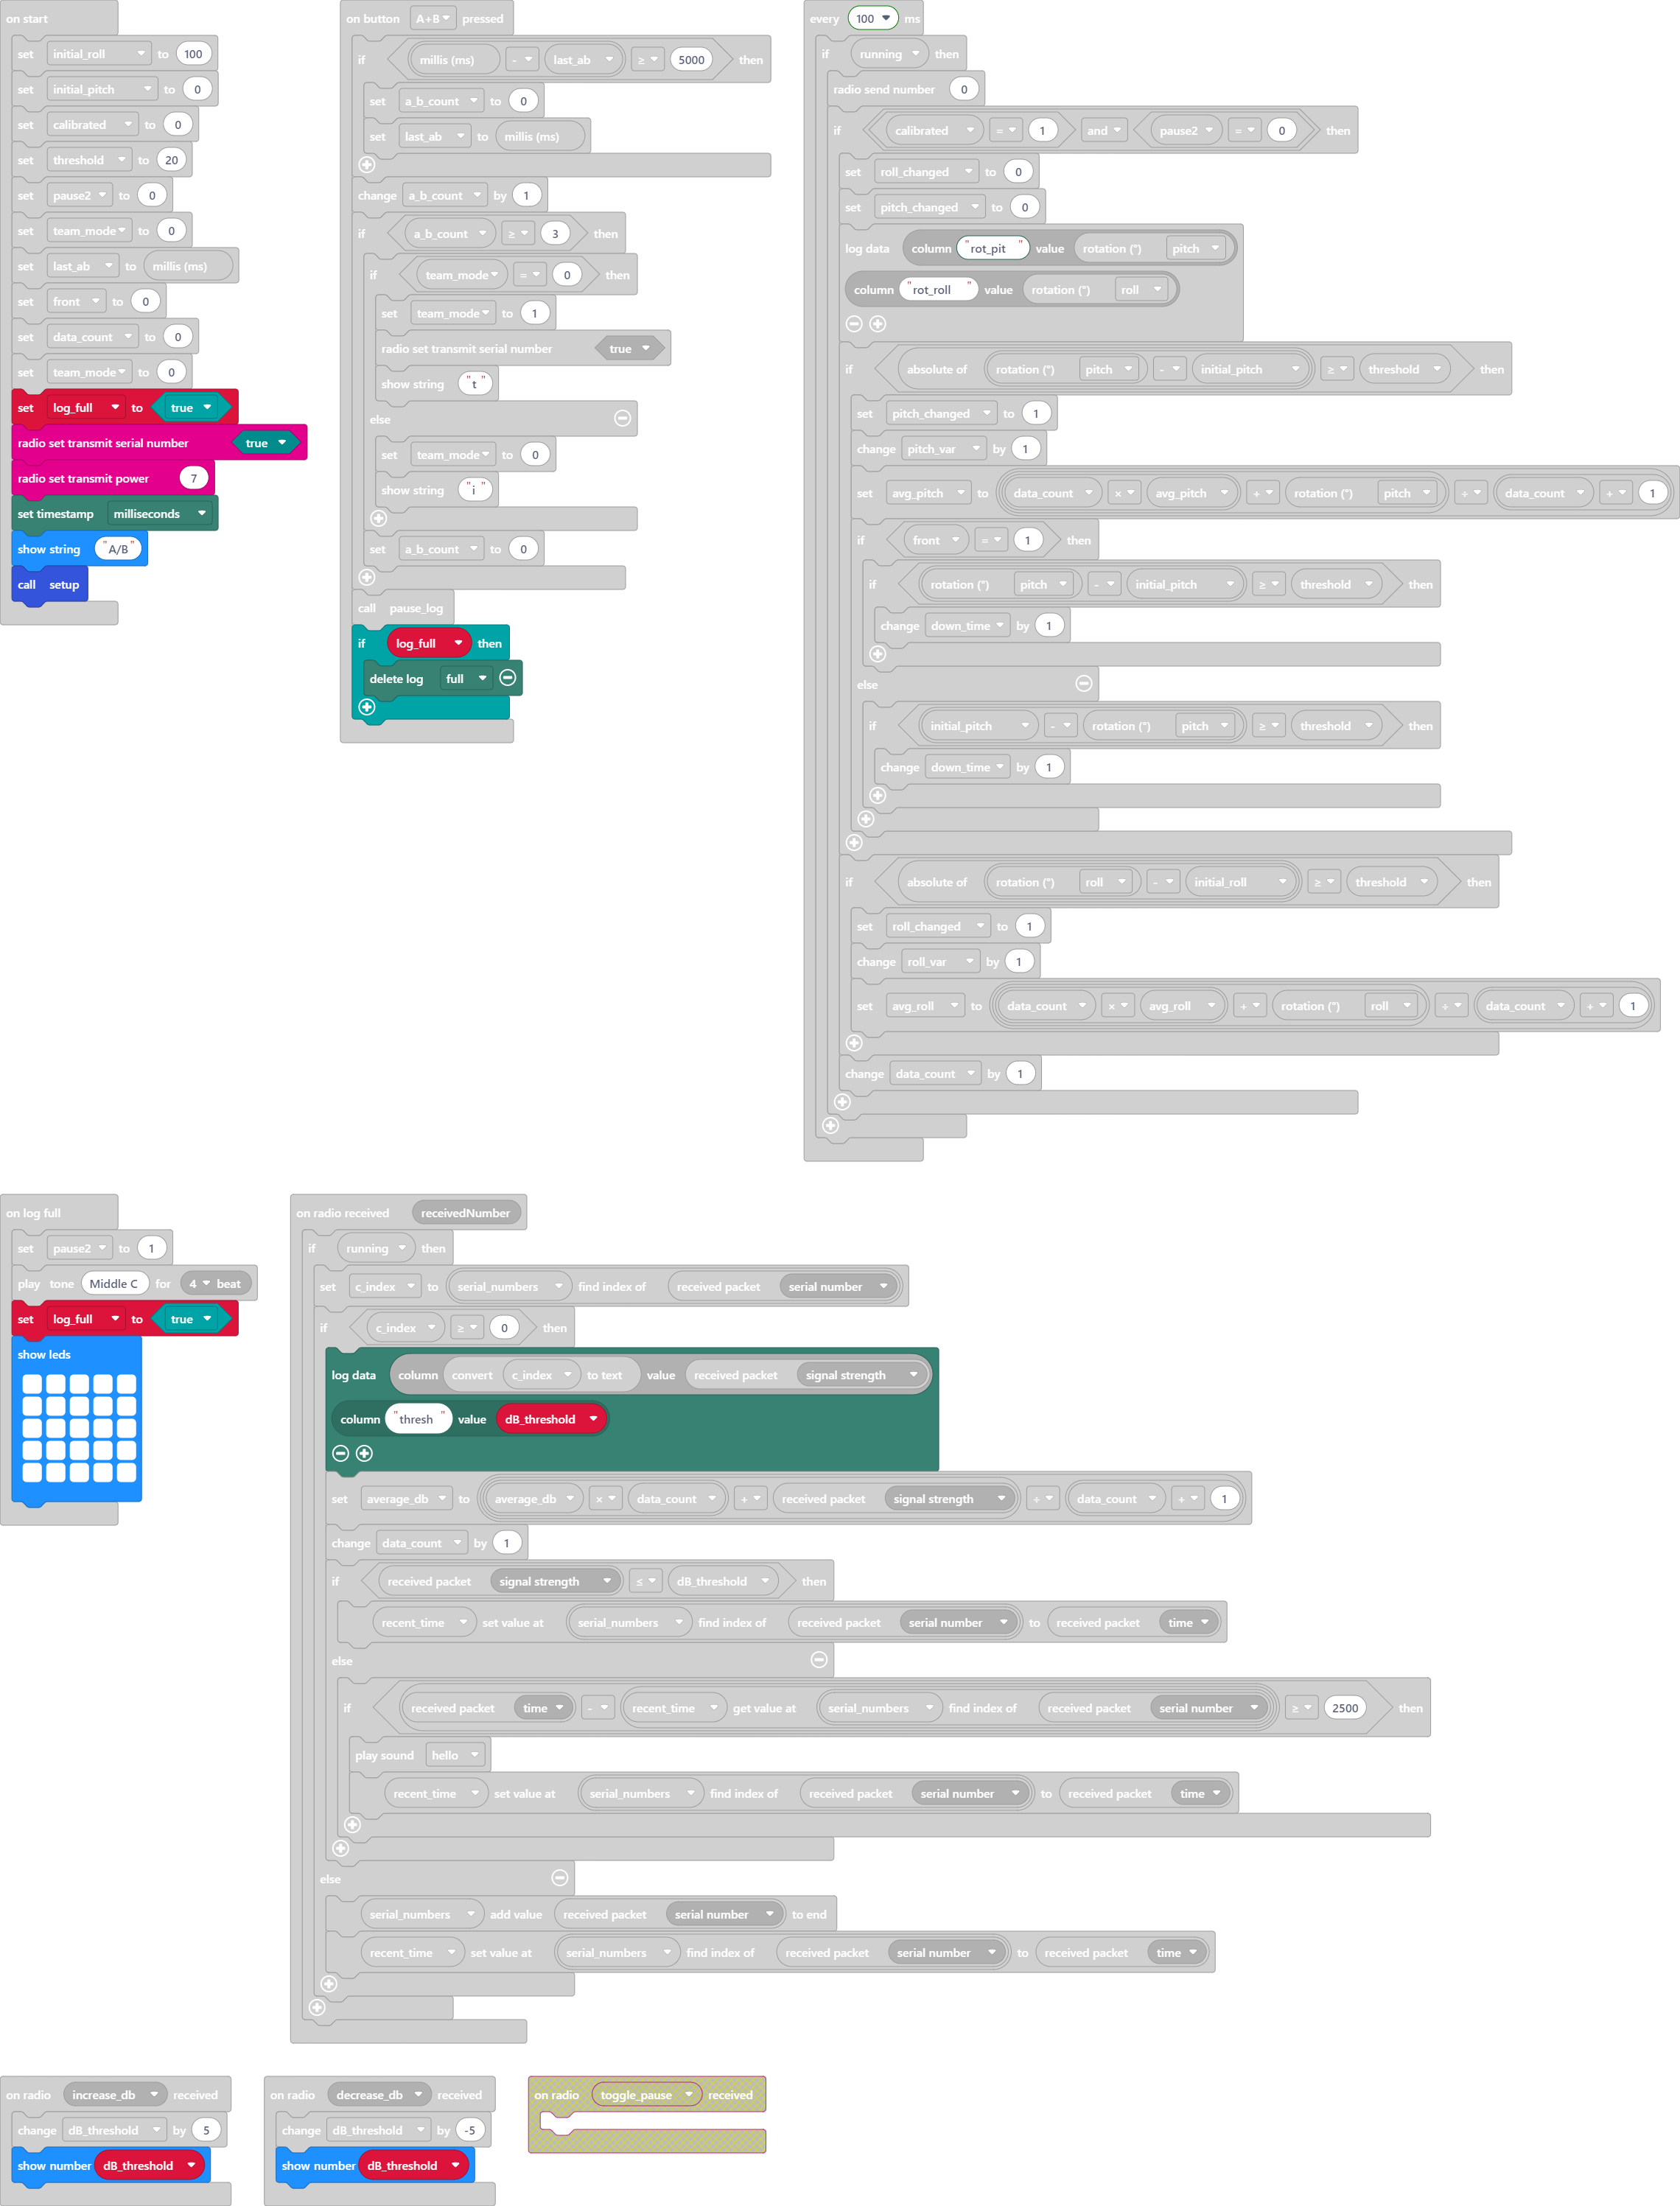 on start
set initial_roll to 100
set initial_pitch to 0
set calibrated to 0
set threshold to 20
set pause2 to 0
set team_mode to 0
set last_ab to millis (ms)
set front to 0
set data_count to 0
set team_mode to 0
set log_full to true
radio set transmit serial number true
radio set transmit power 7
set timestamp milliseconds
show string "A/B"
call setup
on button A+B pressed
if millis (ms) - last_ab ≥ 5000 then
set a_b_count to 0
set last_ab to millis (ms)
change a_b_count by 1
if a_b_count ≥ 3 then
if team_mode = 0 then
set team_mode to 1
radio set transmit serial number true
show string "t"
else
set team_mode to 0
show string "i"
set a_b_count to 0
call pause_log
if log_full then
delete log full
every 100 ms
if running then
radio send number 0
if calibrated = 1 and pause2 = 0 then
set roll_changed to 0
set pitch_changed to 0
log data column "rot_pit" value rotation (°) pitch
column "rot_roll" value rotation (°) roll
if absolute of rotation (°) pitch - initial_pitch ≥ threshold then
set pitch_changed to 1
change pitch_var by 1
set avg_pitch to data_count × avg_pitch + rotation (°) pitch ÷ data_count + 1
if front = 1 then
if rotation (°) pitch - initial_pitch ≥ threshold then
change down_time by 1
else
if initial_pitch - rotation (°) pitch ≥ threshold then
change down_time by 1
if absolute of rotation (°) roll - initial_roll ≥ threshold then
set roll_changed to 1
change roll_var by 1
set avg_roll to data_count × avg_roll + rotation (°) roll ÷ data_count + 1
change data_count by 1
on log full
set pause2 to 1
play tone Middle C for 4 beat
set log_full to true
show leds
on radio received receivedNumber
if running then
set c_index to serial_numbers find index of received packet serial number
if c_index ≥ 0 then
log data column convert c_index to text value received packet signal strength
column "thresh" value dB_threshold
set average_db to average_db × data_count + received packet signal strength ÷ data_count + 1
change data_count by 1
if received packet signal strength ≤ dB_threshold then
recent_time set value at serial_numbers find index of received packet serial number to received packet time
else
if received packet time - recent_time get value at serial_numbers find index of received packet serial number ≥ 2500 then
play sound hello
recent_time set value at serial_numbers find index of received packet serial number to received packet time
else
serial_numbers add value received packet serial number to end
recent_time set value at serial_numbers find index of received packet serial number to received packet time
on radio increase_db received
change dB_threshold by 5
show number dB_threshold
on radio decrease_db received
change dB_threshold by -5
show number dB_threshold
on radio toggle_pause received